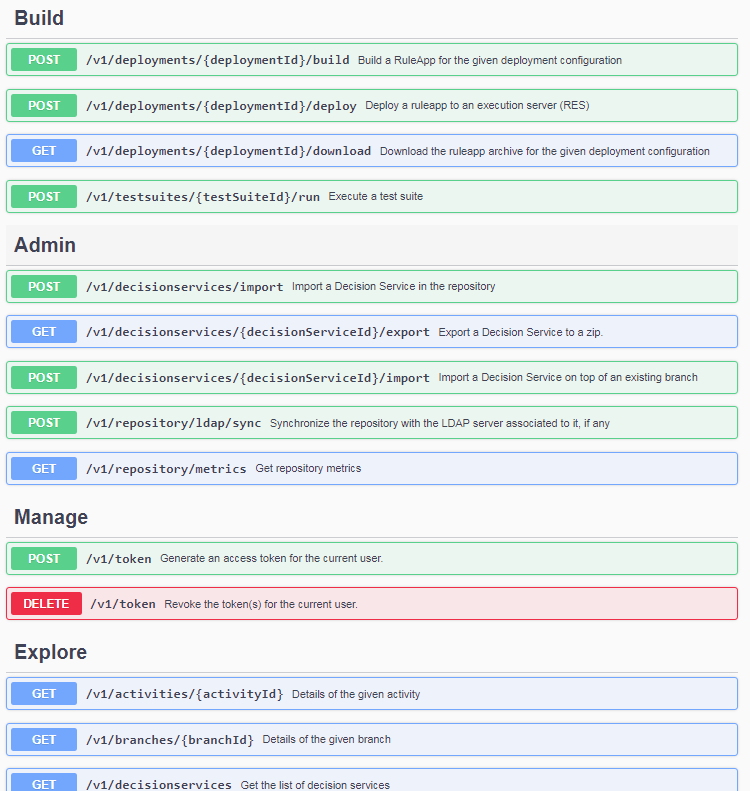 Build
POST /v1/deployments/{deploymentId}/build Build a RuleApp for the given deployment configuration
POST /v1/deployments/{deploymentId}/deploy Deploy a ruleapp to an execution server (RES)
GET /v1/deployments/{deploymentId}/download Download the ruleapp archive for the given deployment configuration
POST /v1/testsuites/{testSuiteId}/run Execute a test suite
Admin
POST /v1/decisionservices/import Import a Decision Service in the repository
GET /v1/decisionservices/{decisionServiceId}/export Export a Decision Service to a zip.
POST /v1/decisionservices/{decisionServiceId}/import Import a Decision Service on top of an existing branch
POST /v1/repository/ldap/sync Synchronize the repository with the LDAP server associated to it, if any
GET /v1/repository/metrics Get repository metrics
Manage
POST /v1/token Generate an access token for the current user.
DELETE /v1/token Revoke the token(s) for the current user.
Explore
GET /v1/activities/{activityId} Details of the given activity
GET /v1/branches/{branchId} Details of the given branch
GET /v1/decisionservices Get the list of decision services